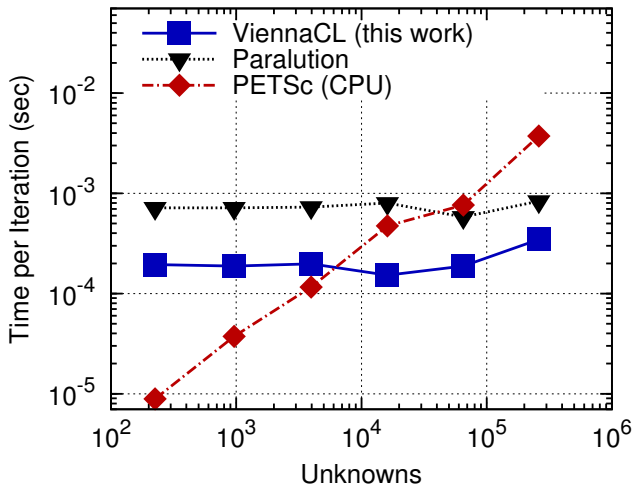 ViennaCL (this work)
Paralution
PETSc (CPU)
Time per Iteration (sec)
10^-2
10^-3
10^-4
10^-5
10^2 10^3 10^4 10^5 10^6
Unknowns